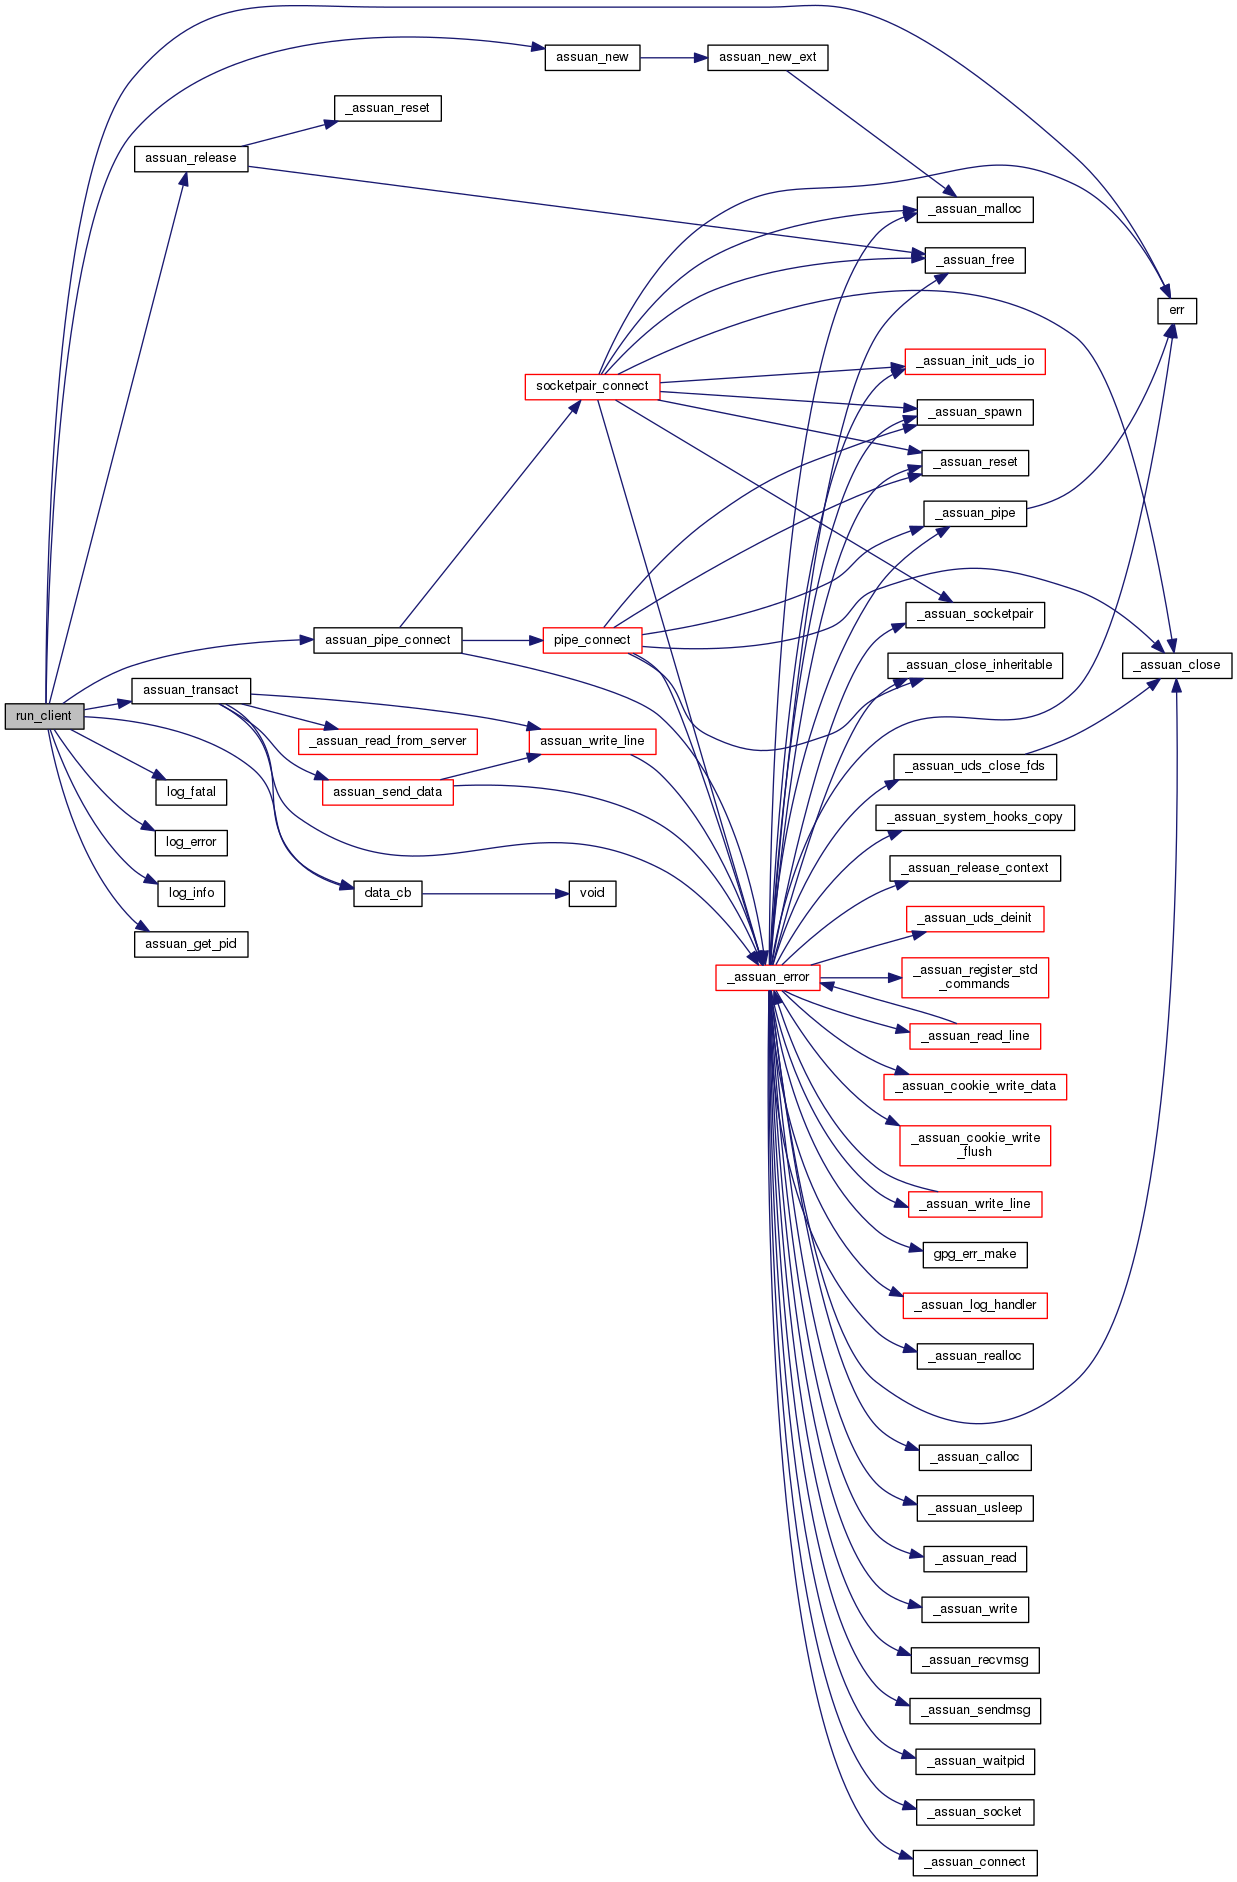 assuan_new
assuan_new_ext
_assuan_reset
assuan_release
_assuan_malloc
_assuan_free
err
_assuan_init_uds_io
socketpair_connect
_assuan_spawn
_assuan_reset
_assuan_pipe
_assuan_socketpair
assuan_pipe_connect
pipe_connect
_assuan_close_inheritable
_assuan_close
assuan_transact
run_client
_assuan_read_from_server
assuan_write_line
_assuan_uds_close_fds
log_fatal
assuan_send_data
_assuan_system_hooks_copy
log_error
_assuan_release_context
log_info
data_cb
void
_assuan_uds_deinit
assuan_get_pid
_assuan_error
_assuan_register_std
_commands
_assuan_read_line
_assuan_cookie_write_data
_assuan_cookie_write
_flush
_assuan_write_line
gpg_err_make
_assuan_log_handler
_assuan_realloc
_assuan_calloc
_assuan_usleep
_assuan_read
_assuan_write
_assuan_recvmsg
_assuan_sendmsg
_assuan_waitpid
_assuan_socket
_assuan_connect